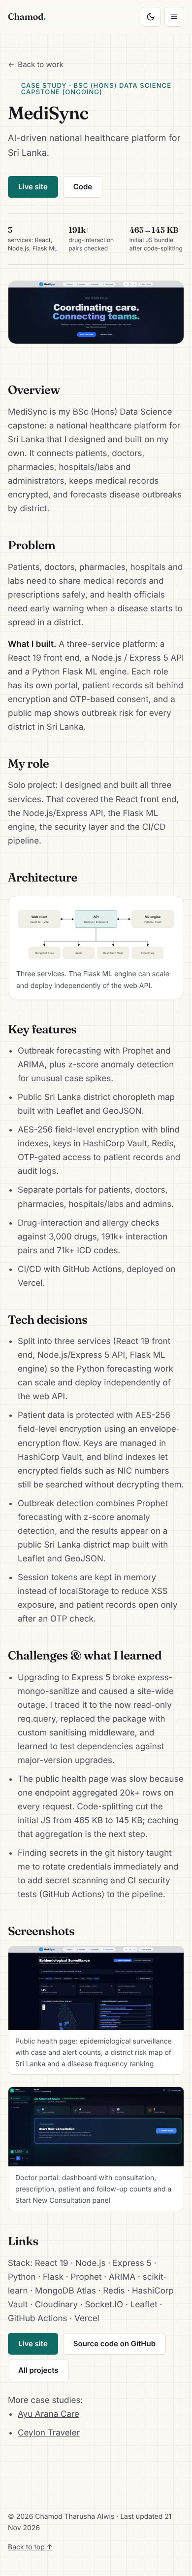 Chamod.
← Back to work
CASE STUDY · BSC (HONS) DATA SCIENCE
CAPSTONE (ONGOING)
MediSync
AI-driven national healthcare platform for
Sri Lanka.
Live site
Code
3
services: React,
Node.js, Flask ML
191k+
drug-interaction
pairs checked
465→145 KB
initial JS bundle
after code-splitting
Coordinating care.
Connecting teams.
Overview
MediSync is my BSc (Hons) Data Science
capstone: a national healthcare platform for
Sri Lanka that I designed and built on my
own. It connects patients, doctors,
pharmacies, hospitals/labs and
administrators, keeps medical records
encrypted, and forecasts disease outbreaks
by district.
Problem
Patients, doctors, pharmacies, hospitals and
labs need to share medical records and
prescriptions safely, and health officials
need early warning when a disease starts to
spread in a district.
What I built. A three-service platform: a
React 19 front end, a Node.js / Express 5 API
and a Python Flask ML engine. Each role
has its own portal, patient records sit behind
encryption and OTP-based consent, and a
public map shows outbreak risk for every
district in Sri Lanka.
My role
Solo project: I designed and built all three
services. That covered the React front end,
the Node.js/Express API, the Flask ML
engine, the security layer and the CI/CD
pipeline.
Architecture
Web client
API
ML engine
Three services. The Flask ML engine can scale
and deploy independently of the web API.
Key features
• Outbreak forecasting with Prophet and
ARIMA, plus z-score anomaly detection
for unusual case spikes.
• Public Sri Lanka district choropleth map
built with Leaflet and GeoJSON.
• AES-256 field-level encryption with blind
indexes, keys in HashiCorp Vault, Redis,
OTP-gated access to patient records and
audit logs.
• Separate portals for patients, doctors,
pharmacies, hospitals/labs and admins.
• Drug-interaction and allergy checks
against 3,000 drugs, 191k+ interaction
pairs and 71k+ ICD codes.
• CI/CD with GitHub Actions, deployed on
Vercel.
Tech decisions
• Split into three services (React 19 front
end, Node.js/Express 5 API, Flask ML
engine) so the Python forecasting work
can scale and deploy independently of
the web API.
• Patient data is protected with AES-256
field-level encryption using an envelope-
encryption flow. Keys are managed in
HashiCorp Vault, and blind indexes let
encrypted fields such as NIC numbers
still be searched without decrypting them.
• Outbreak detection combines Prophet
forecasting with z-score anomaly
detection, and the results appear on a
public Sri Lanka district map built with
Leaflet and GeoJSON.
• Session tokens are kept in memory
instead of localStorage to reduce XSS
exposure, and patient records open only
after an OTP check.
Challenges & what I learned
• Upgrading to Express 5 broke express-
mongo-sanitize and caused a site-wide
outage. I traced it to the now read-only
req.query, replaced the package with
custom sanitising middleware, and
learned to test dependencies against
major-version upgrades.
• The public health page was slow because
one endpoint aggregated 20k+ rows on
every request. Code-splitting cut the
initial JS from 465 KB to 145 KB; caching
that aggregation is the next step.
• Finding secrets in the git history taught
me to rotate credentials immediately and
to add secret scanning and CI security
tests (GitHub Actions) to the pipeline.
Screenshots
Epidemiological Surveillance
Public health page: epidemiological surveillance
with case and alert counts, a district risk map of
Sri Lanka and a disease frequency ranking
Start New Consultation
Doctor portal: dashboard with consultation,
prescription, patient and follow-up counts and a
Start New Consultation panel
Links
Stack: React 19 · Node.js · Express 5 ·
Python · Flask · Prophet · ARIMA · scikit-
learn · MongoDB Atlas · Redis · HashiCorp
Vault · Cloudinary · Socket.IO · Leaflet ·
GitHub Actions · Vercel
Live site
Source code on GitHub
All projects
More case studies:
• Ayu Arana Care
• Ceylon Traveler
© 2026 Chamod Tharusha Alwis · Last updated 21
Nov 2026
Back to top ↑